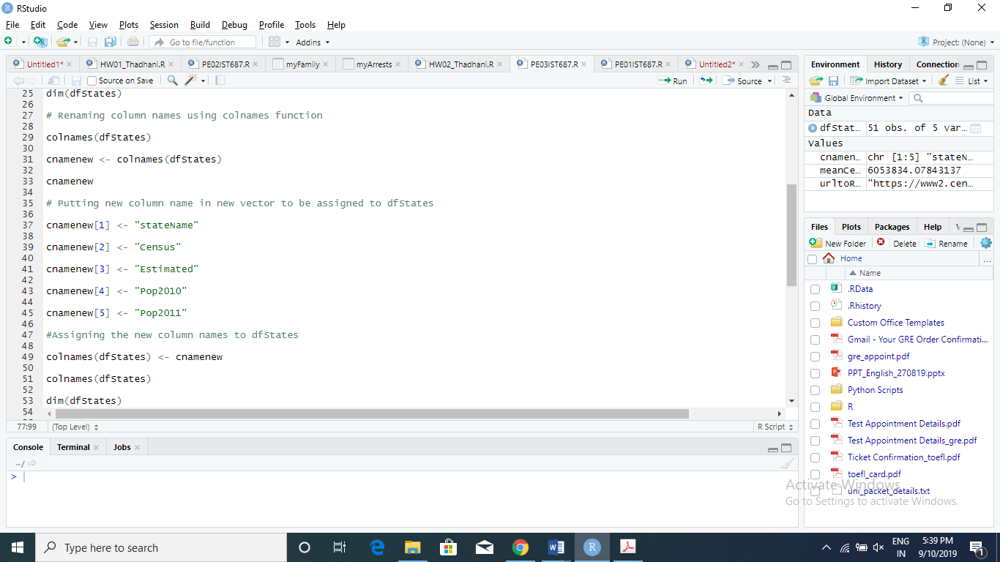 RStudio
File Edit Code View Plots Session Build Debug Profile Tools Help
Go to file/function Addins Project: (None)
Untitled1* HW01_Thadhani.R PE02IST687.R myFamily myArrests HW02_Thadhani.R PE03IST687.R PE01IST687.R Untitled2*
Source on Save Run Source
25 dim(dfStates)
26
27 # Renaming column names using colnames function
28
29 colnames(dfStates)
30
31 cnamenew <- colnames(dfStates)
32
33 cnamenew
34
35 # Putting new column name in new vector to be assigned to dfStates
36
37 cnamenew[1] <- "stateName"
38
39 cnamenew[2] <- "Census"
40
41 cnamenew[3] <- "Estimated"
42
43 cnamenew[4] <- "Pop2010"
44
45 cnamenew[5] <- "Pop2011"
46
47 #Assigning the new column names to dfStates
48
49 colnames(dfStates) <- cnamenew
50
51 colnames(dfStates)
52
53 dim(dfStates)
54
77:99 (Top Level) R Script
Console Terminal Jobs
~/
>
Environment History Connection
Import Dataset List
Global Environment
Data
dfStat... 51 obs. of 5 var...
Values
cnamen... chr [1:5] "stateN...
meanCe... 6053834.07843137
urltoR... "https://www2.cen...
Files Plots Packages Help
New Folder Delete Rename
Home ...
Name
.RData
.Rhistory
Custom Office Templates
Gmail - Your GRE Order Confirmati...
gre_appoint.pdf
PPT_English_270819.pptx
Python Scripts
R
Test Appointment Details.pdf
Test Appointment Details_gre.pdf
Ticket Confirmation_toefl.pdf
toefl_card.pdf
uni_packet_details.txt
Activate Windows
Go to Settings to activate Windows.
Type here to search
ENG 5:39 PM
IN 9/10/2019
1